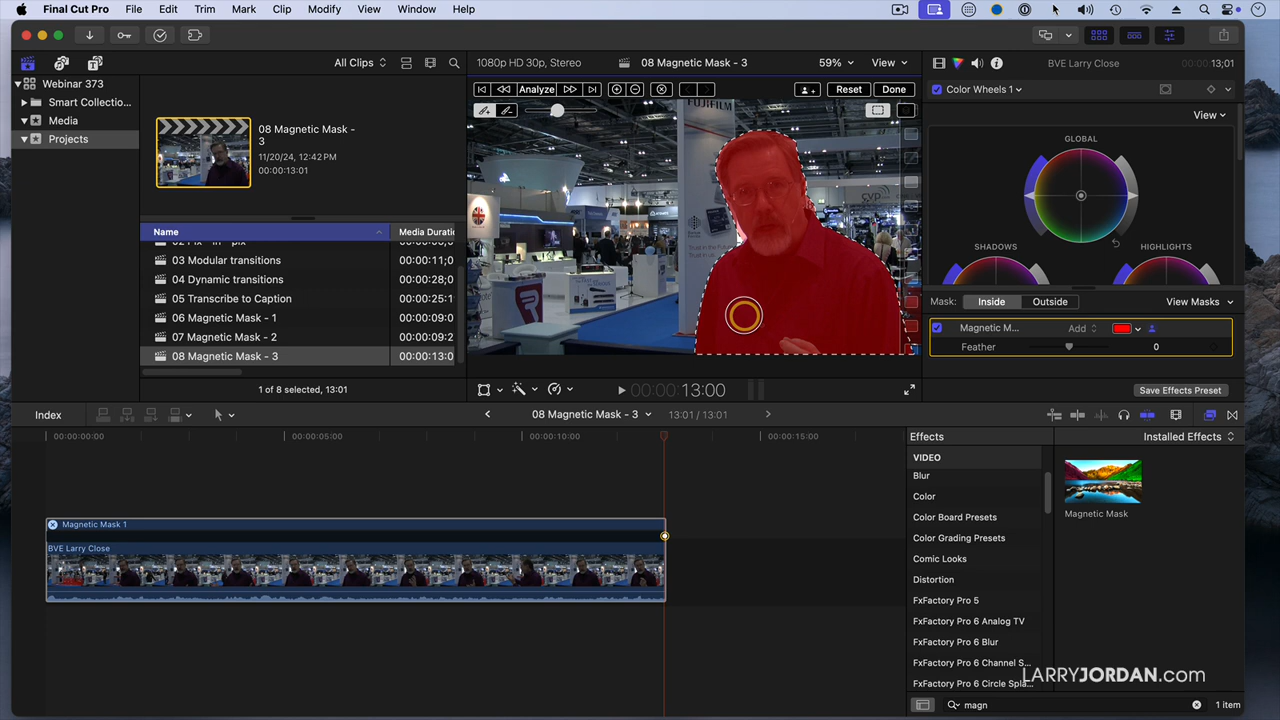 Final Cut Pro File Edit Trim Mark Clip Modify View Window Help
All Clips
1080p HD 30p, Stereo
08 Magnetic Mask - 3
59%
View
BVE Larry Close
13;01
Webinar 373
Smart Collectio...
Media
Projects
08 Magnetic Mask - 3
11/20/24, 12:42 PM
00:00:13:01
Name
Media Duratio
03 Modular transitions 00:00:11;0
04 Dynamic transitions 00:00:28;0
05 Transcribe to Caption 00:00:25:1
06 Magnetic Mask - 1 00:00:09:0
07 Magnetic Mask - 2 00:00:09:2
08 Magnetic Mask - 3 00:00:13:0
1 of 8 selected, 13:01
Analyze
Reset
Done
FUJIFILM
CVP
00:00:13:00
Color Wheels 1
View
GLOBAL
SHADOWS
HIGHLIGHTS
Mask: Inside Outside View Masks
Magnetic M... Add
Feather 0
Save Effects Preset
Index
08 Magnetic Mask - 3
13:01 / 13:01
00:00:00:00
00:00:05:00
00:00:10:00
00:00:15:00
Magnetic Mask 1
BVE Larry Close
Effects
Installed Effects
VIDEO
Blur
Color
Color Board Presets
Color Grading Presets
Comic Looks
Distortion
FxFactory Pro 5
FxFactory Pro 6 Analog TV
FxFactory Pro 6 Blur
FxFactory Pro 6 Channel S...
FxFactory Pro 6 Circle Spla...
Magnetic Mask
LARRYJORDAN.com
magn
1 item